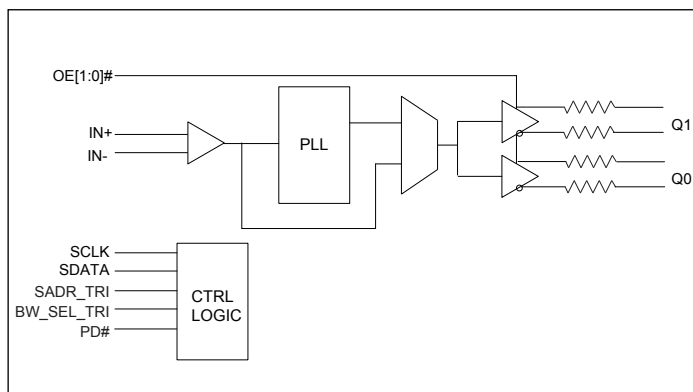 OE[1:0]#
IN+
IN-
PLL
Q1
Q0
SCLK
SDATA
SADR_TRI
BW_SEL_TRI
PD#
CTRL
LOGIC